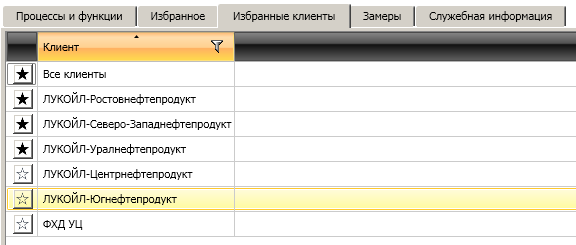 Процессы и функции Избранное Избранные клиенты Замеры Служебная информация
Клиент
Все клиенты
ЛУКОЙЛ-Ростовнефтепродукт
ЛУКОЙЛ-Северо-Западнефтепродукт
ЛУКОЙЛ-Уралнефтепродукт
ЛУКОЙЛ-Центрнефтепродукт
ЛУКОЙЛ-Югнефтепродукт
ФХД УЦ